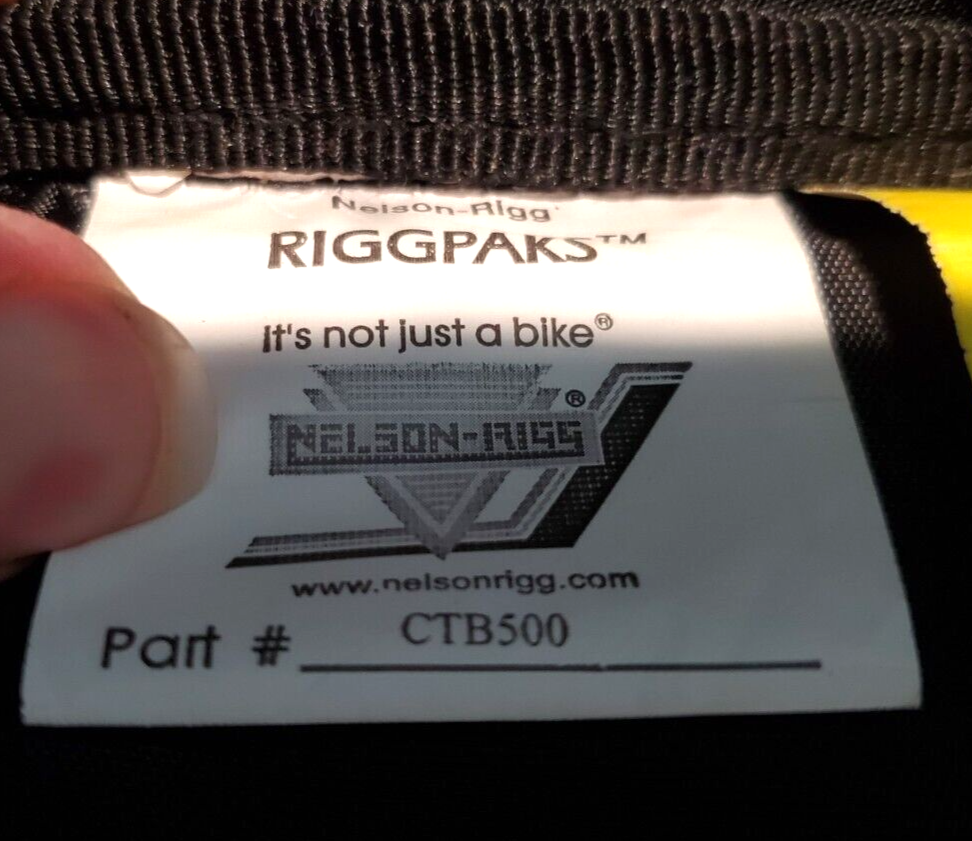 Nelson-Rigg
RIGGPAKS™
It's not just a bike®
NELSON-RIGG®
www.nelsonrigg.com
Part # CTB500